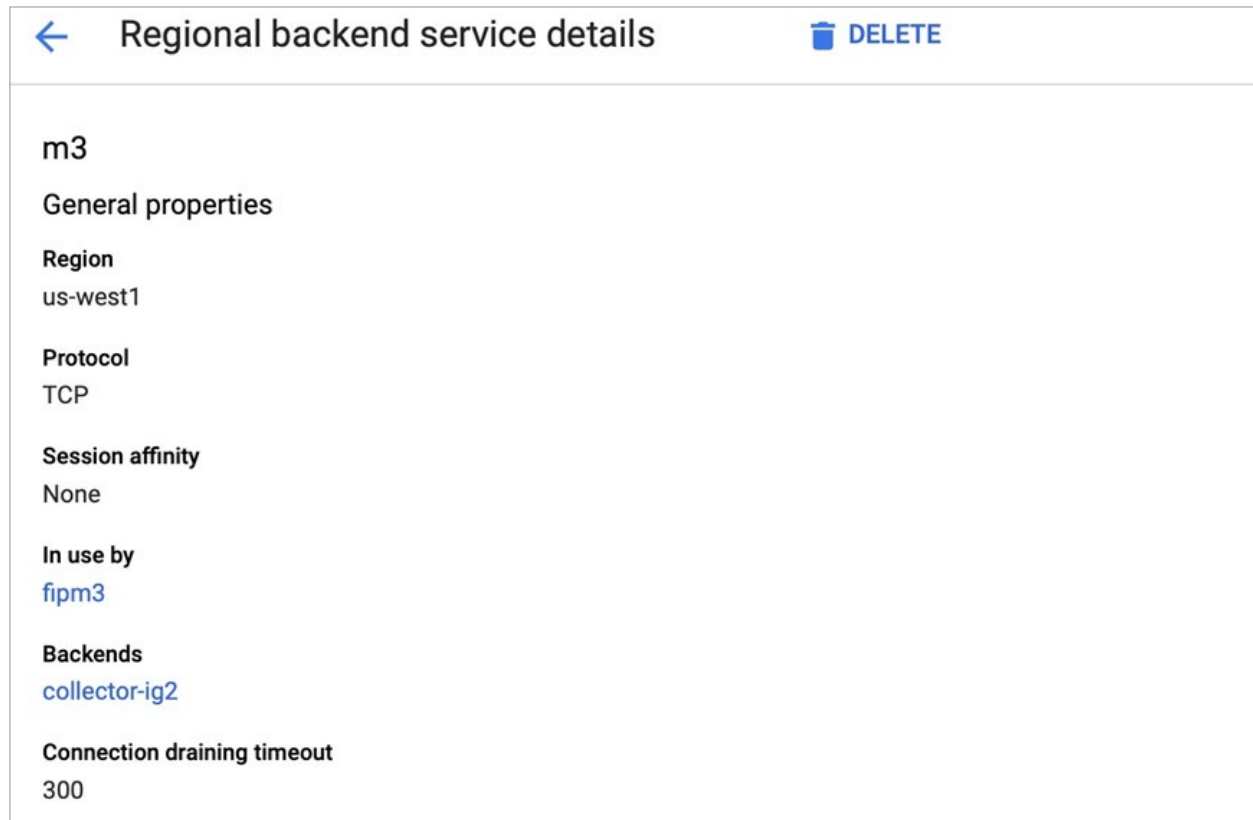 Regional backend service details
DELETE
m3
General properties
Region
us-west1
Protocol
TCP
Session affinity
None
In use by
fipm3
Backends
collector-ig2
Connection draining timeout
300